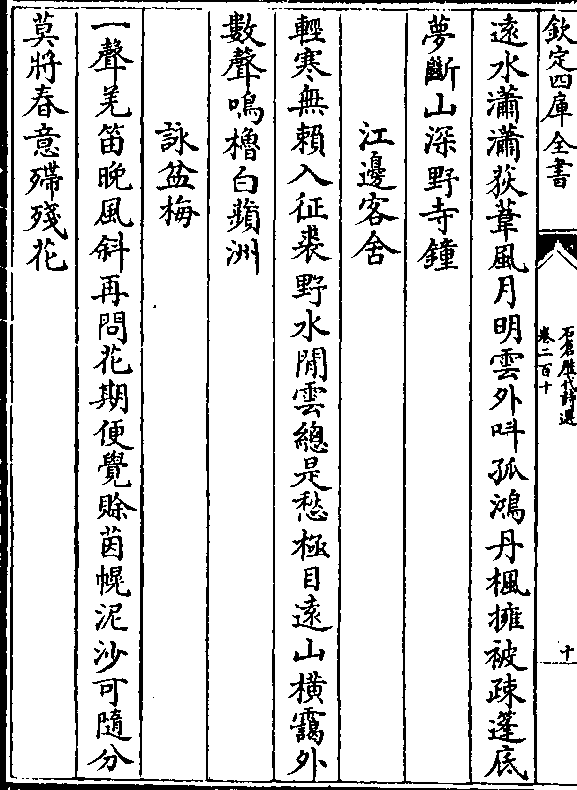 欽定四庫全書
石倉歷代詩選
卷二百十
十
遠水瀟瀟荻葦風月明雲外叫孤鴻丹楓擁被疎蓬底
夢斷山深野寺鐘
江邊客舍
輕寒無賴入征裘野水閒雲總是愁極目遠山橫靄外
數聲鳴櫓白蘋洲
詠盆梅
一聲羌笛晚風斜再問花期便覺賒茵幌泥沙可隨分
莫將春意殢殘花